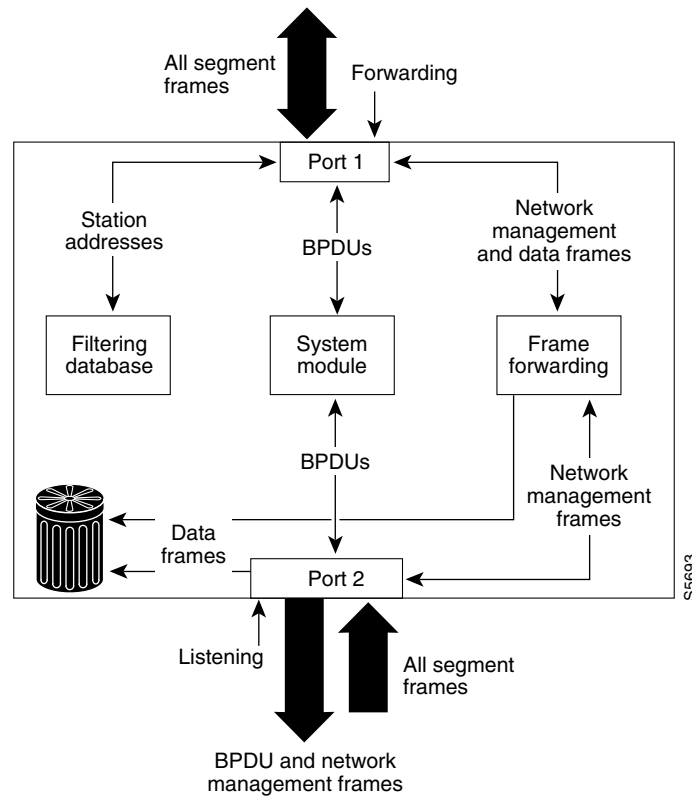 All segment
frames
Forwarding
Port 1
Station
addresses
BPDUs
Network
management
and data frames
Filtering
database
System
module
Frame
forwarding
BPDUs
Network
management
frames
Data
frames
Port 2
S5693
Listening
All segment
frames
BPDU and network
management frames